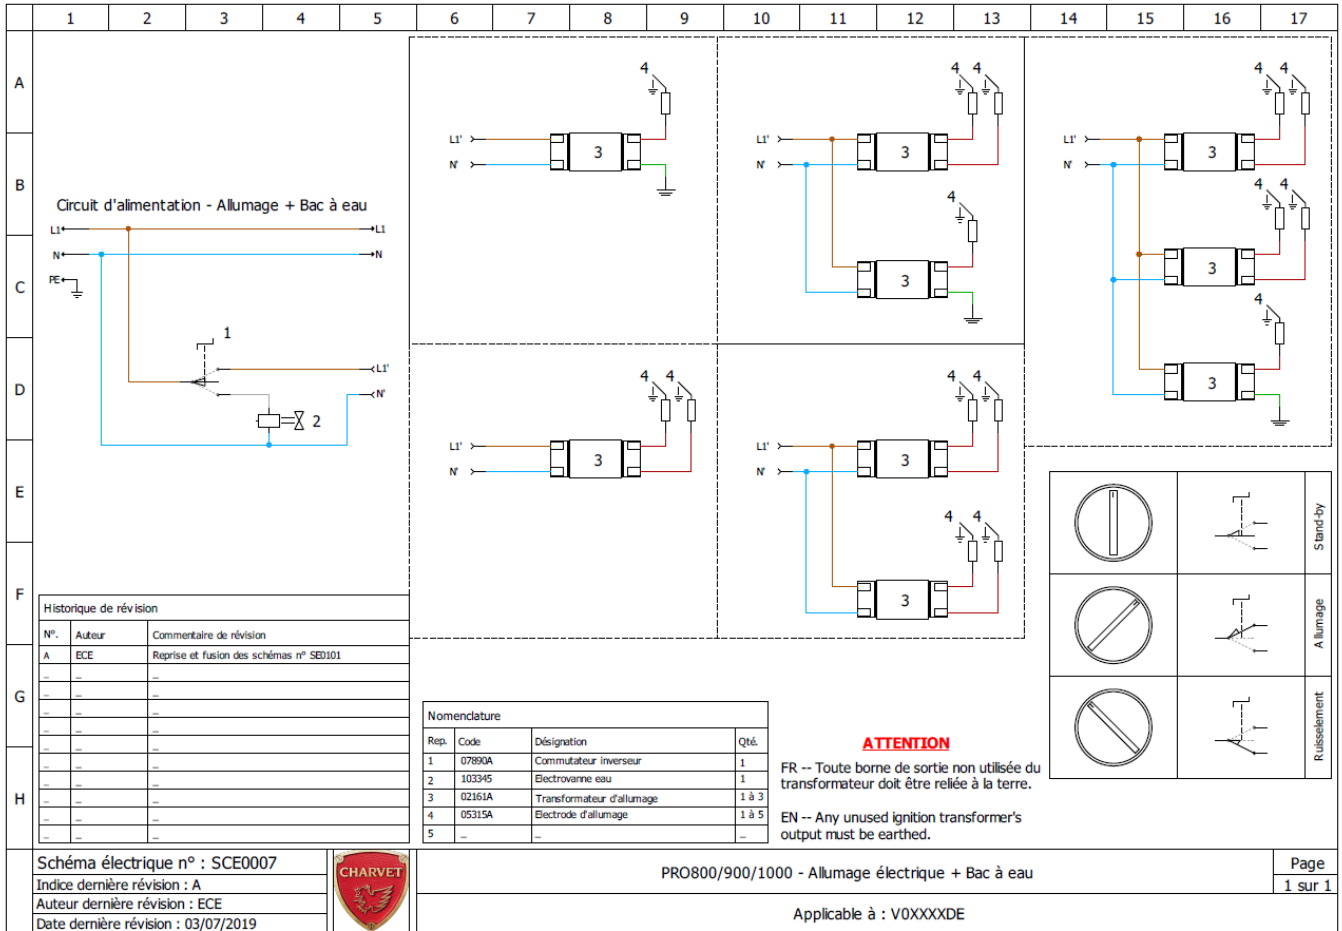 1 2 3 4 5 6 7 8 9 10 11 12 13 14 15 16 17
A
B
C
D
E
F
G
H
Circuit d'alimentation - Allumage + Bac à eau
L1 L1
N N
PE
1
L1'
N'
2
4
L1'
N'
3
4 4
L1'
N'
3
4
3
4 4
L1'
N'
3
4 4
3
4
3
4 4
L1'
N'
3
4 4
L1'
N'
3
4 4
3
Stand-by
Allumage
Ruisselement
Historique de révision
N°. Auteur Commentaire de révision
A ECE Reprise et fusion des schémas n° SE0101
_ _ _
_ _ _
_ _ _
_ _ _
_ _ _
_ _ _
_ _ _
_ _ _
_ _ _
_ _ _
Nomenclature
Rep. Code Désignation Qté.
1 07890A Commutateur inverseur 1
2 103345 Electrovanne eau 1
3 02161A Transformateur d'allumage 1 à 3
4 05315A Electrode d'allumage 1 à 5
5 _ _ _
ATTENTION
FR -- Toute borne de sortie non utilisée du
transformateur doit être reliée à la terre.
EN -- Any unused ignition transformer's
output must be earthed.
Schéma électrique n° : SCE0007
Indice dernière révision : A
Auteur dernière révision : ECE
Date dernière révision : 03/07/2019
CHARVET
PRO800/900/1000 - Allumage électrique + Bac à eau
Applicable à : V0XXXXDE
Page
1 sur 1